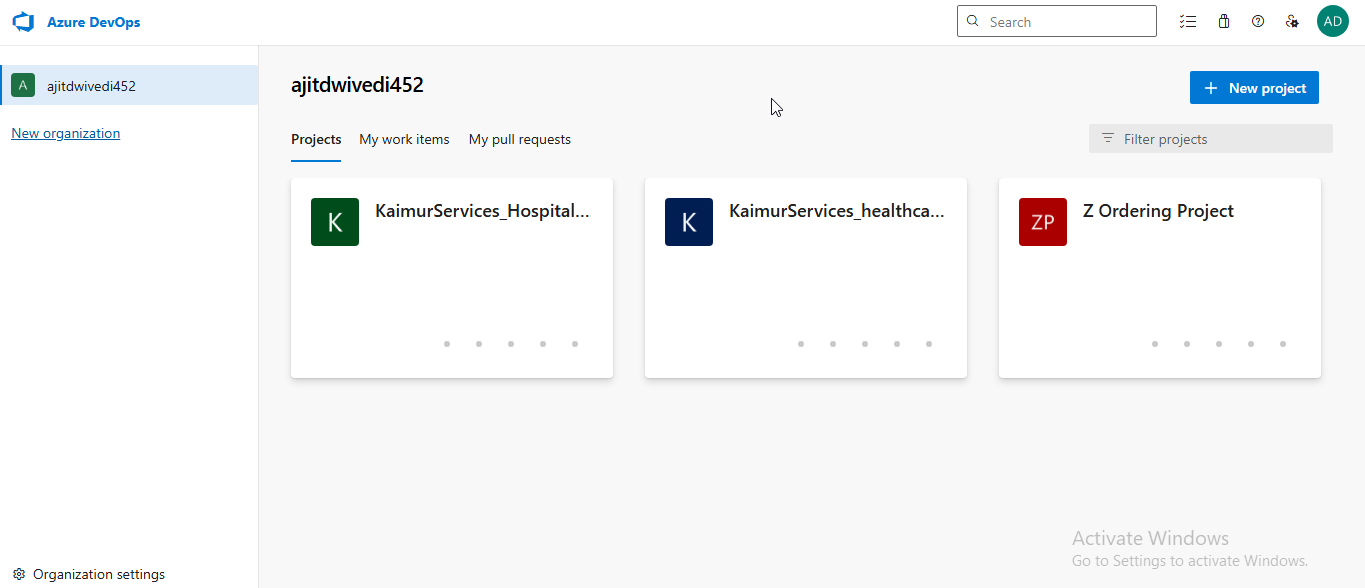 Azure DevOps
Search
AD
A
ajitdwivedi452
New organization
ajitdwivedi452
New project
Projects
My work items
My pull requests
Filter projects
K
KaimurServices_Hospital...
K
KaimurServices_healthca...
ZP
Z Ordering Project
Activate Windows
Go to Settings to activate Windows.
Organization settings